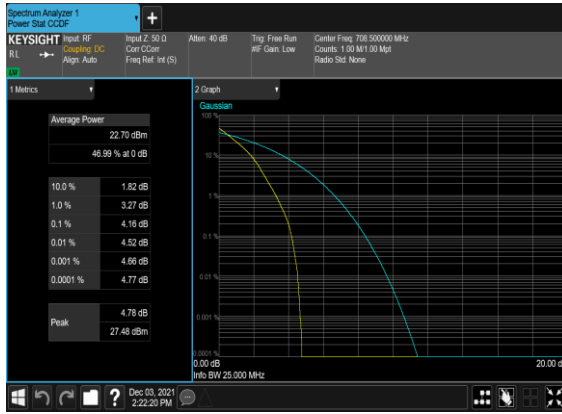 Spectrum Analyzer 1
Power Stat CCDF
KEYSIGHT
RL
LU
Input: RF
Coupling: DC
Align: Auto
Input Z: 50 Ω
Corr CCorr
Freq Ref: Int (S)
Atten: 40 dB
Trig: Free Run
#IF Gain: Low
Center Freq: 708.500000 MHz
Counts: 1.00 M/1.00 Mpt
Radio Std: None
1 Metrics
Average Power
22.70 dBm
46.99 % at 0 dB
10.0 % 1.82 dB
1.0 % 3.27 dB
0.1 % 4.16 dB
0.01 % 4.52 dB
0.001 % 4.66 dB
0.0001 % 4.77 dB
Peak
4.78 dB
27.48 dBm
2 Graph
Gaussian
100 %
10 %
1 %
0.1 %
0.01 %
0.001 %
0.0001 %
0.00 dB
20.00 d
Info BW 25.000 MHz
?
Dec 03, 2021
2:22:20 PM